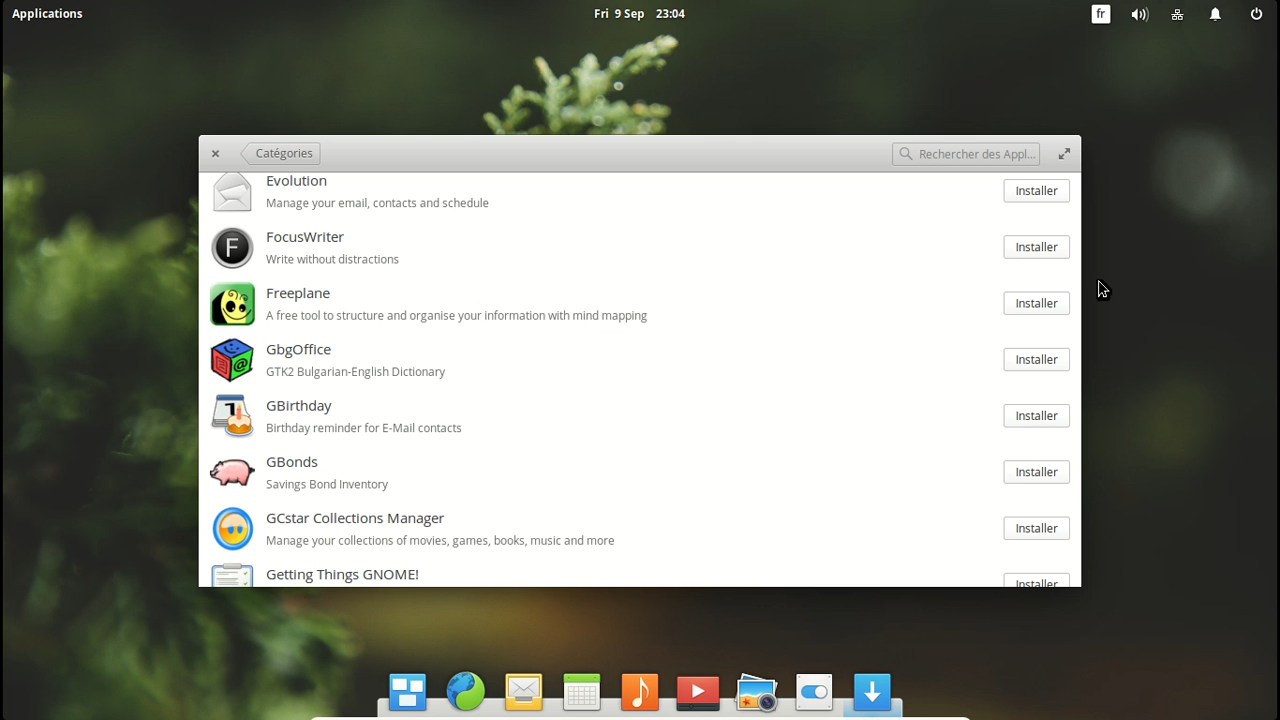 Applications
Fri 9 Sep 23:04
fr
Catégories
Rechercher des Appl...
Evolution
Manage your email, contacts and schedule
Installer
FocusWriter
Write without distractions
Installer
Freeplane
A free tool to structure and organise your information with mind mapping
Installer
GbgOffice
GTK2 Bulgarian-English Dictionary
Installer
GBirthday
Birthday reminder for E-Mail contacts
Installer
GBonds
Savings Bond Inventory
Installer
GCstar Collections Manager
Manage your collections of movies, games, books, music and more
Installer
Getting Things GNOME!
Installer